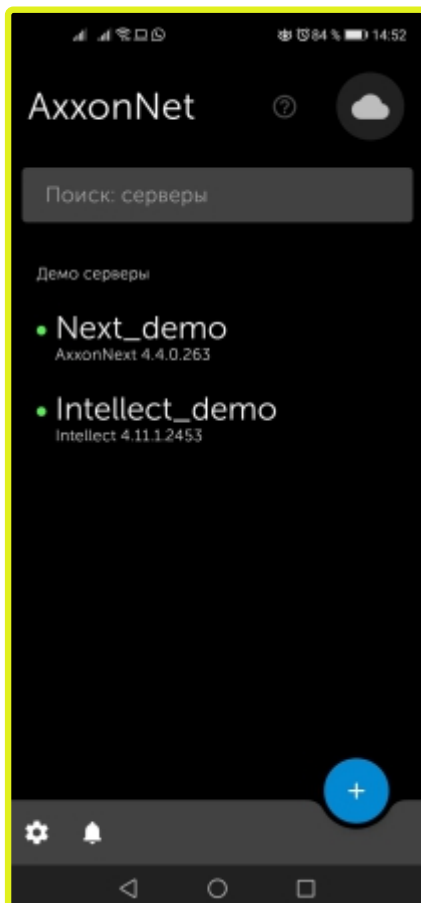 84 % 14:52
AxxonNet
Поиск: серверы
Демо серверы
Next_demo
AxxonNext 4.4.0.263
Intellect_demo
Intellect 4.11.1.2453